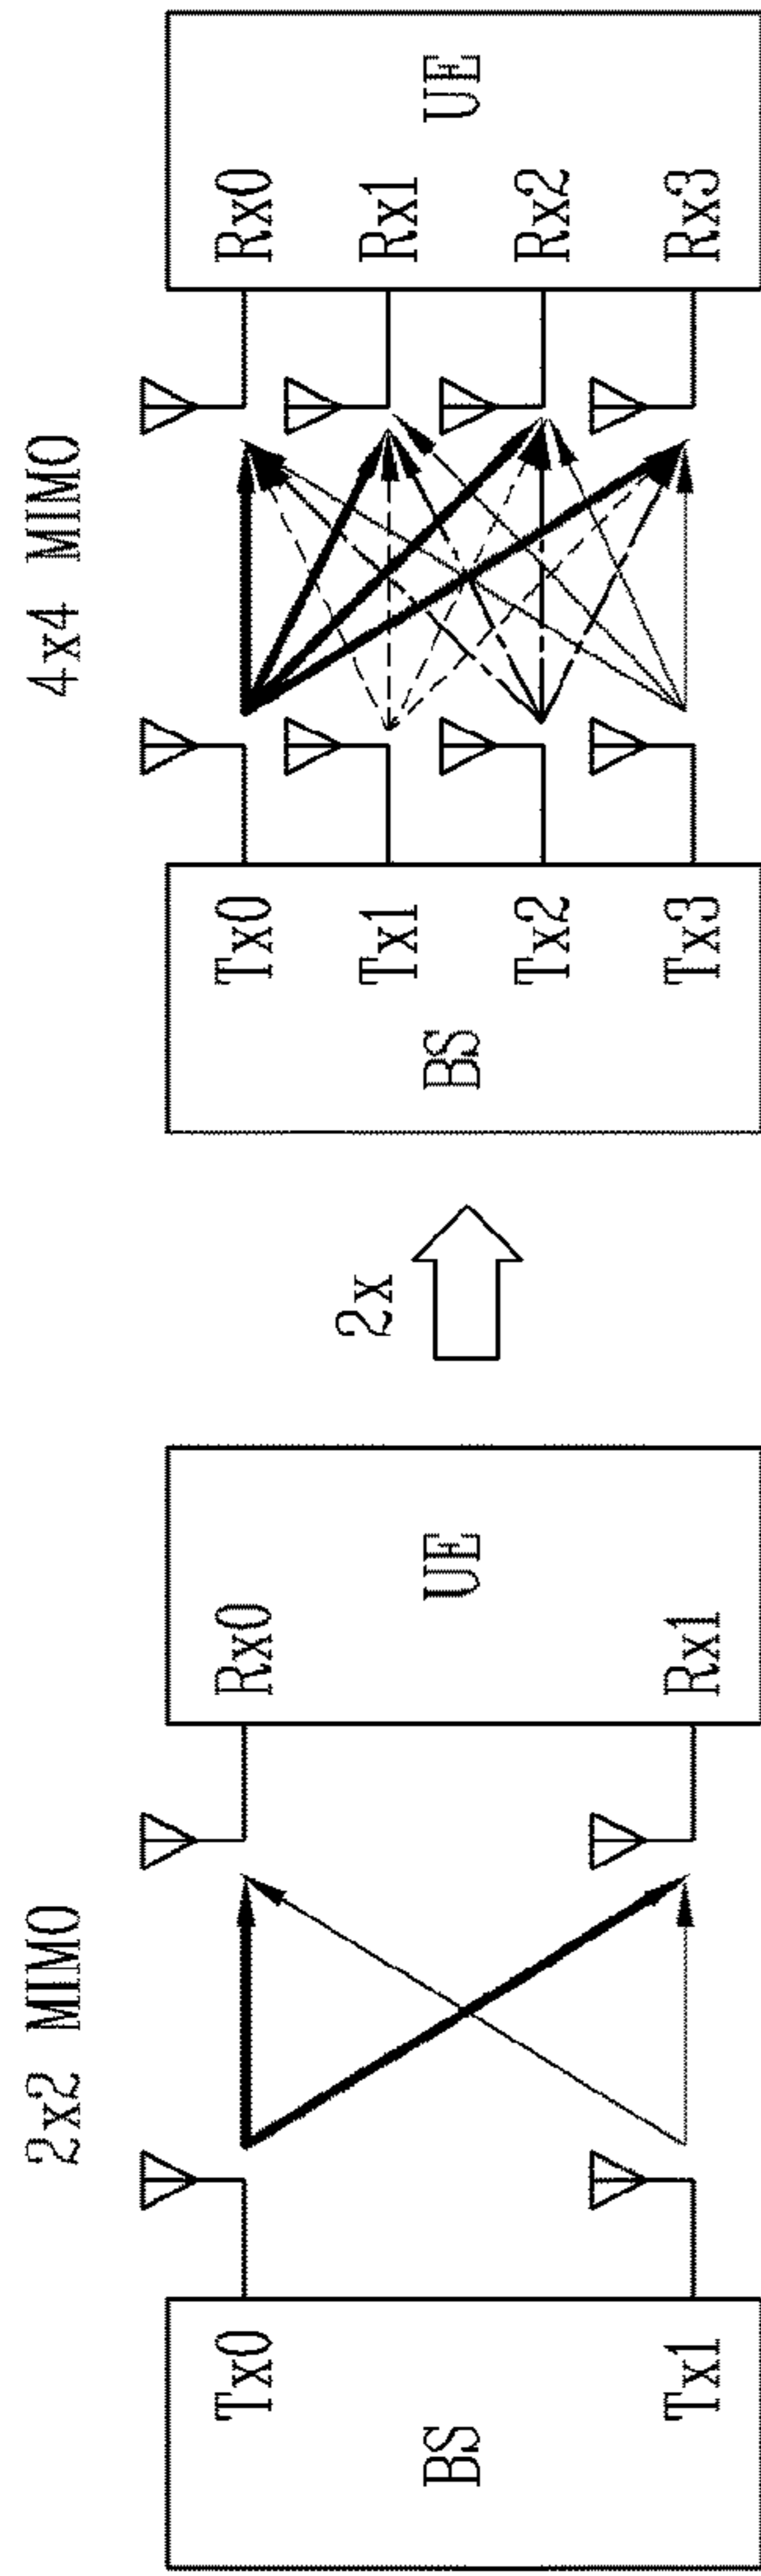 2x2 MIMO
BS
Tx0
Tx1
Rx0
Rx1
UE
2x
4x4 MIMO
BS
Tx0
Tx1
Tx2
Tx3
Rx0
Rx1
Rx2
Rx3
UE